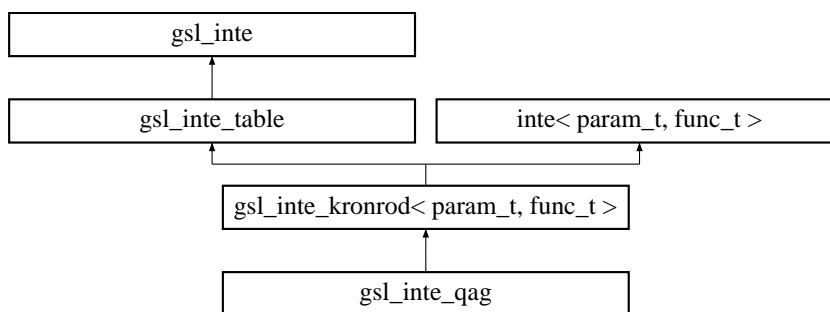 gsl_inte
gsl_inte_table
inte< param_t, func_t >
gsl_inte_kronrod< param_t, func_t >
gsl_inte_qag